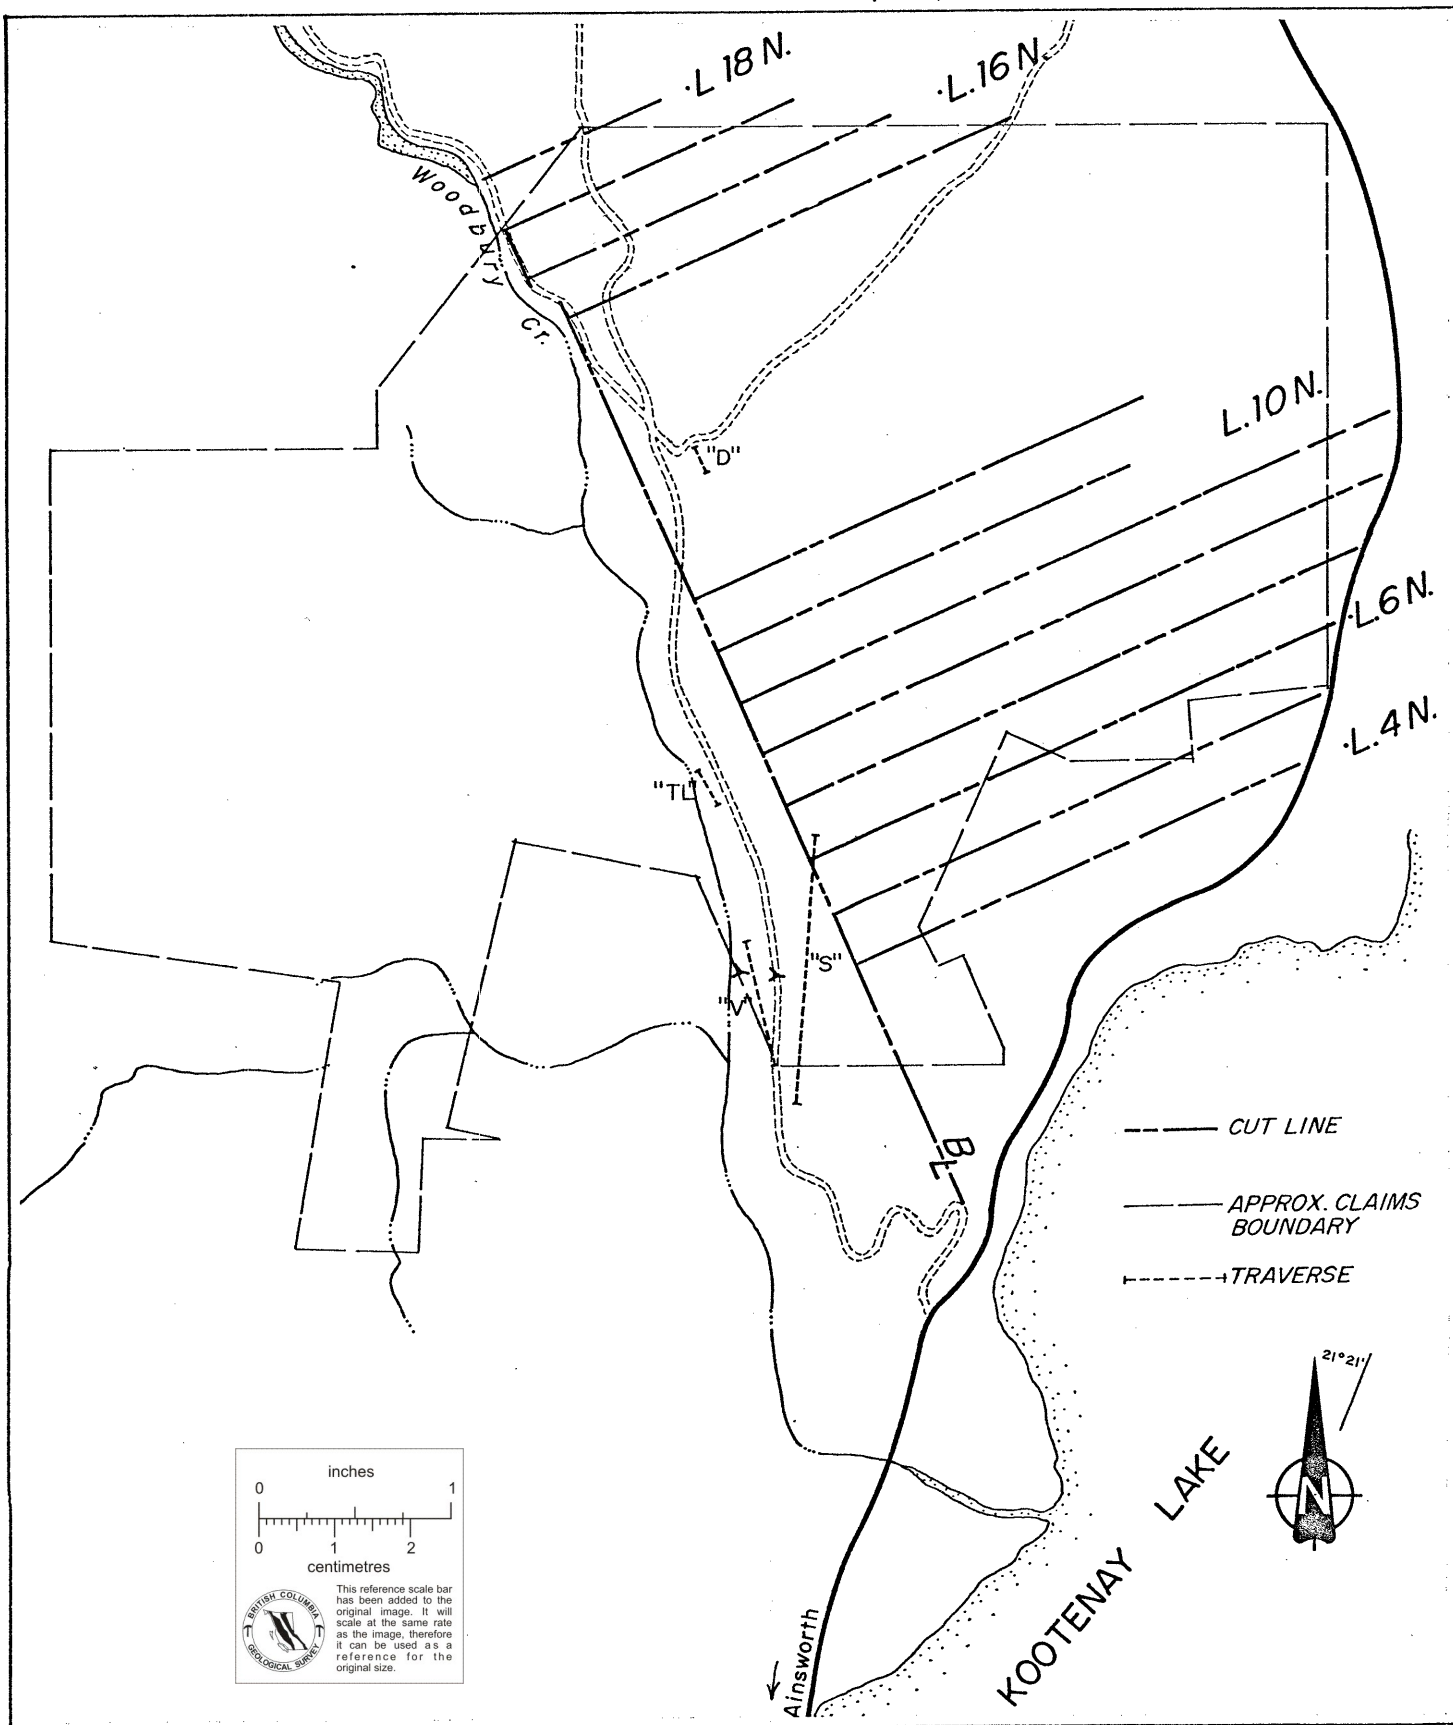 ·L 18 N.
·L.16 N.
Woodbury
Cr.
L.10 N.
"D"
·L.6 N.
·L.4 N.
"TL"
"S"
"V"
BL
CUT LINE
APPROX. CLAIMS
BOUNDARY
TRAVERSE
21°21'
N
KOOTENAY LAKE
Ainsworth
inches
0 1
0 1 2
centimetres
This reference scale bar
has been added to the
original image. It will
scale at the same rate
as the image, therefore
it can be used as a
reference for the
original size.
BRITISH COLUMBIA
GEOLOGICAL SURVEY